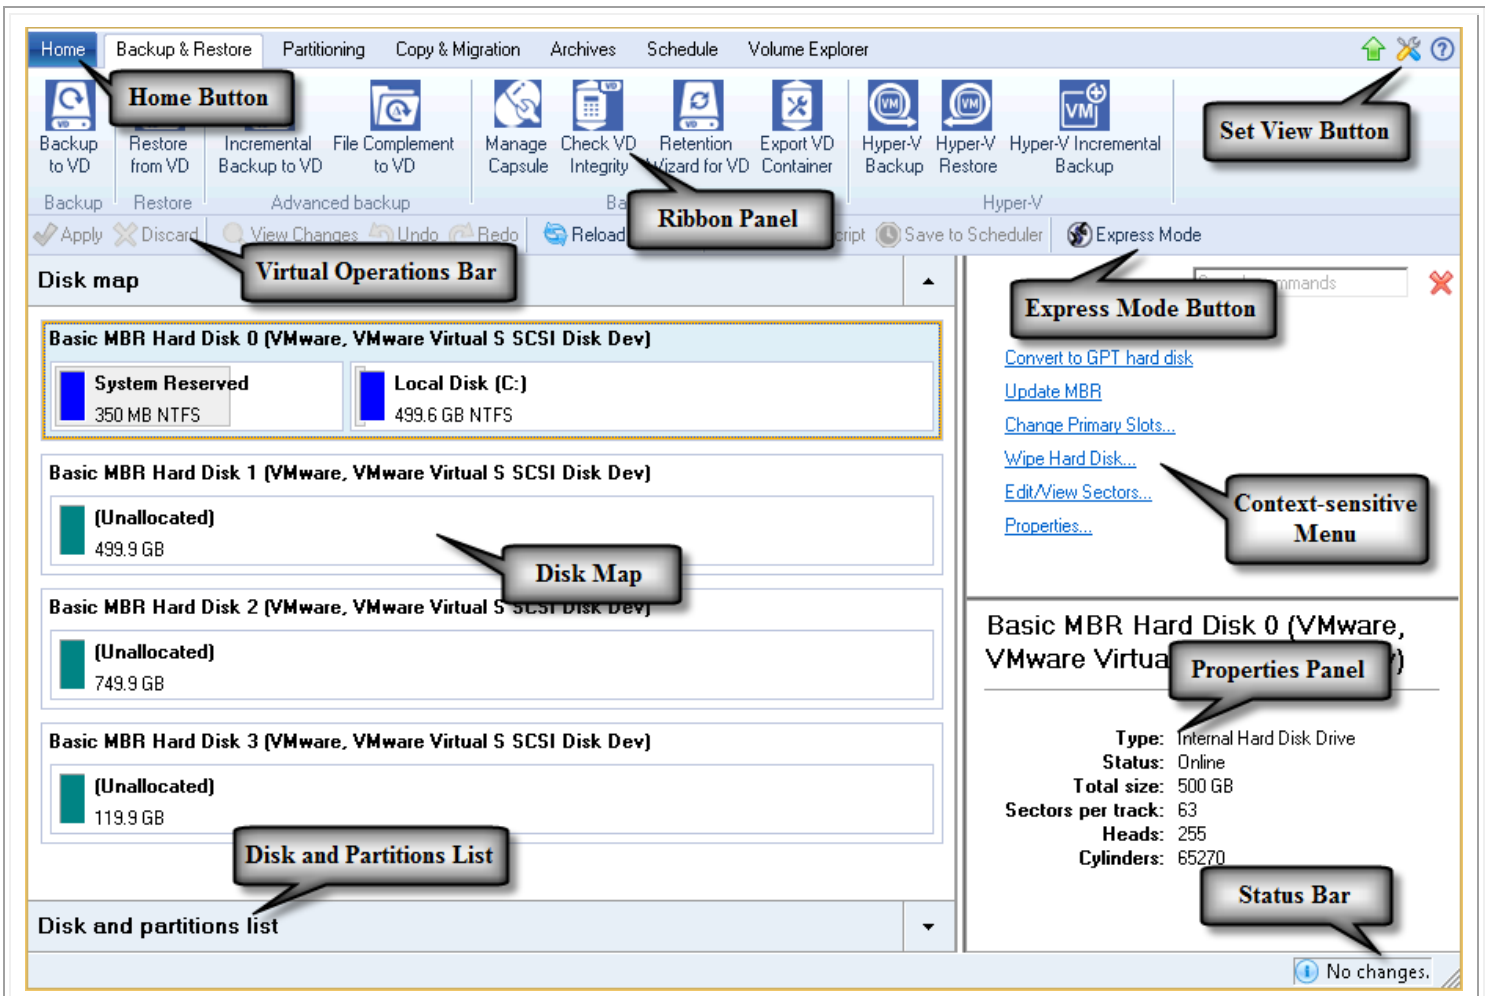 Home Backup & Restore Partitioning Copy & Migration Archives Schedule Volume Explorer
Home Button
Set View Button
Backup to VD
Restore from VD
Incremental Backup to VD
File Complement to VD
Manage Capsule
Check VD Integrity
Retention Wizard for VD
Export VD Container
Hyper-V Backup
Hyper-V Restore
Hyper-V Incremental Backup
VM VM VM
Backup Restore Advanced backup Ba Hyper-V
Ribbon Panel
Apply Discard View Changes Undo Redo Reload Save to Scheduler Express Mode
Virtual Operations Bar
Disk map
Express Mode Button
Basic MBR Hard Disk 0 (VMware, VMware Virtual S SCSI Disk Dev)
System Reserved
350 MB NTFS
Local Disk (C:)
499.6 GB NTFS
Basic MBR Hard Disk 1 (VMware, VMware Virtual S SCSI Disk Dev)
(Unallocated)
499.9 GB
Disk Map
Basic MBR Hard Disk 2 (VMware, VMware Virtual S SCSI Disk Dev)
(Unallocated)
749.9 GB
Basic MBR Hard Disk 3 (VMware, VMware Virtual S SCSI Disk Dev)
(Unallocated)
119.9 GB
Disk and Partitions List
Disk and partitions list
Convert to GPT hard disk
Update MBR
Change Primary Slots...
Wipe Hard Disk...
Edit/View Sectors...
Properties...
Context-sensitive
Menu
Basic MBR Hard Disk 0 (VMware,
VMware Virtua
Properties Panel
Type: Internal Hard Disk Drive
Status: Online
Total size: 500 GB
Sectors per track: 63
Heads: 255
Cylinders: 65270
Status Bar
No changes.